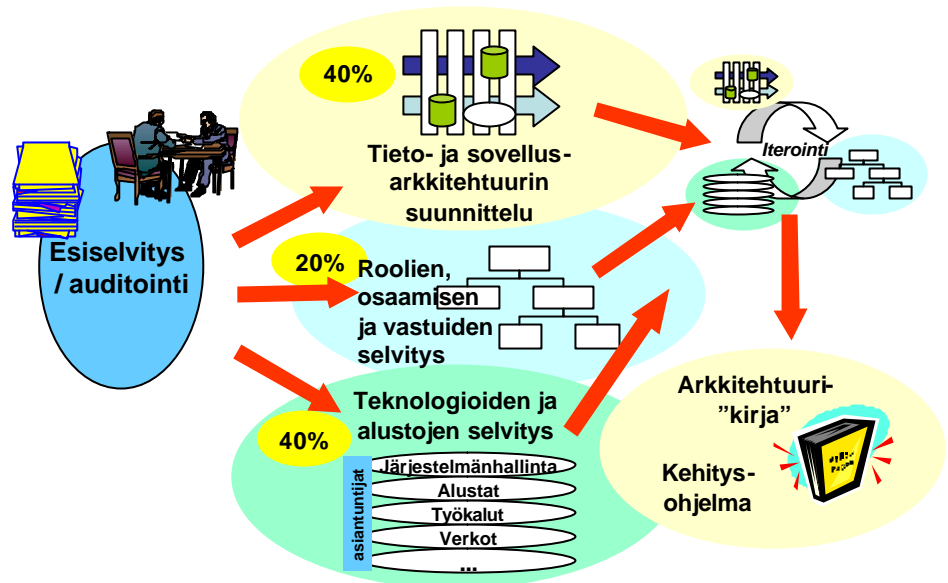 Esiselvitys
/ auditointi
40%
Tieto- ja sovellus-
arkkitehtuurin
suunnittelu
20%
Roolien,
osaamisen
ja vastuiden
selvitys
40%
Teknologioiden ja
alustojen selvitys
asiantuntijat
Järjestelmänhallinta
Alustat
Työkalut
Verkot
...
Iterointi
Arkkitehtuuri-
”kirja”
Kehitys-
ohjelma